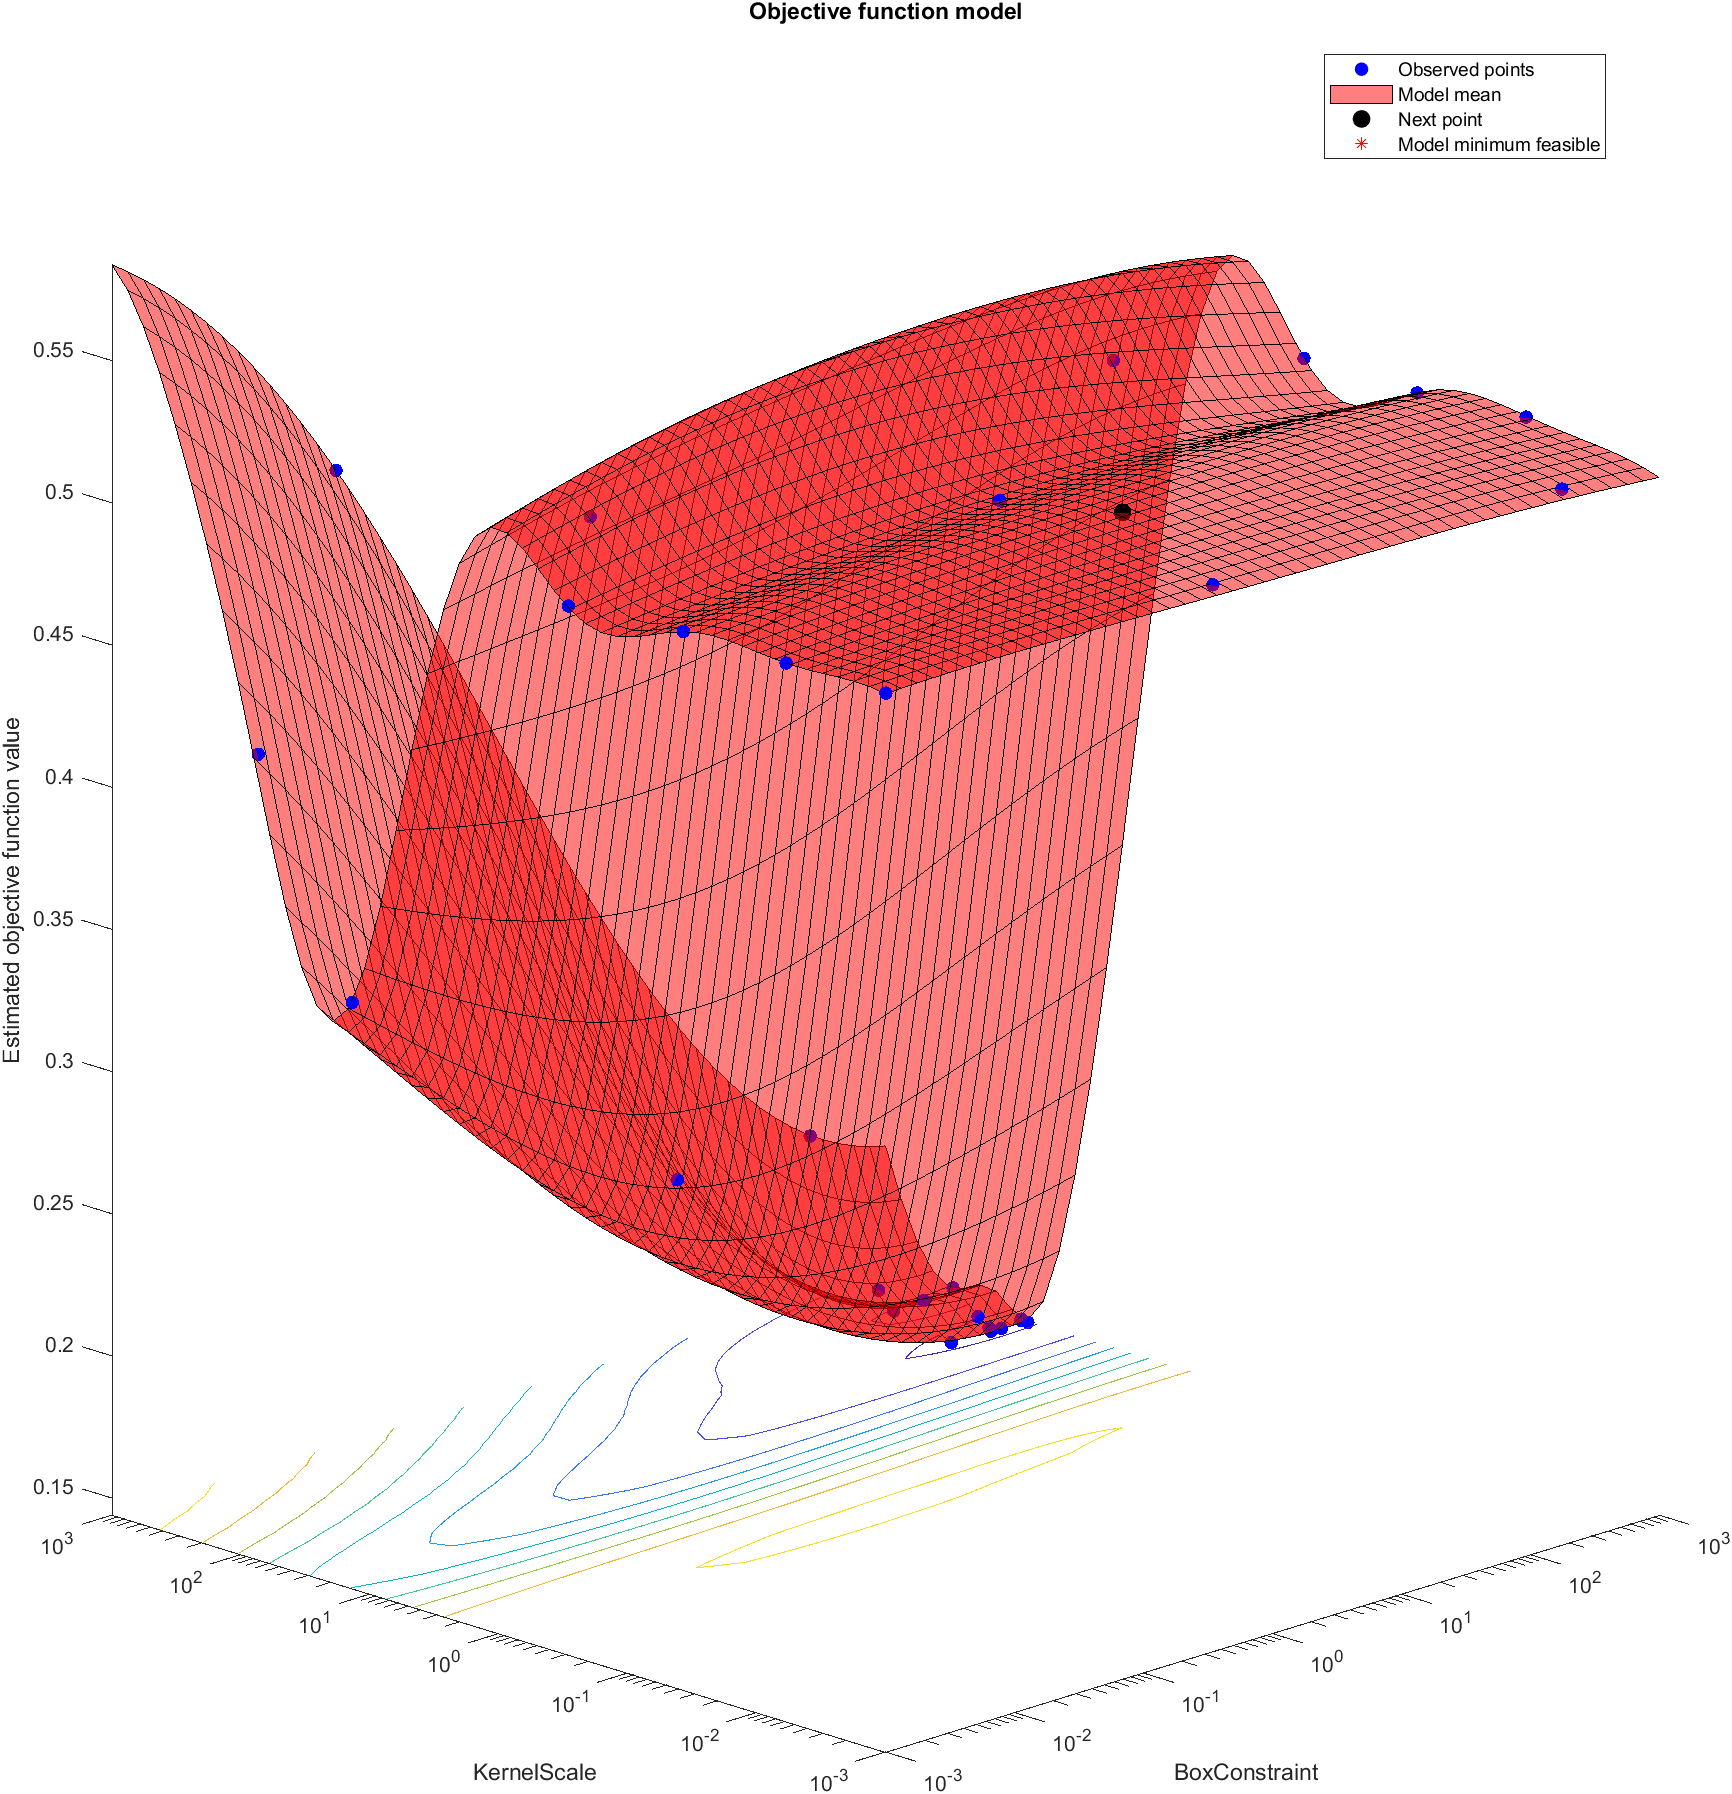 Objective function model
Observed points
Model mean
Next point
Model minimum feasible
Estimated objective function value
0.55
0.5
0.45
0.4
0.35
0.3
0.25
0.2
0.15
10^3
10^2
10^1
10^0
10^-1
10^-2
10^-3
KernelScale
10^-3
10^-2
10^-1
10^0
10^1
10^2
10^3
BoxConstraint